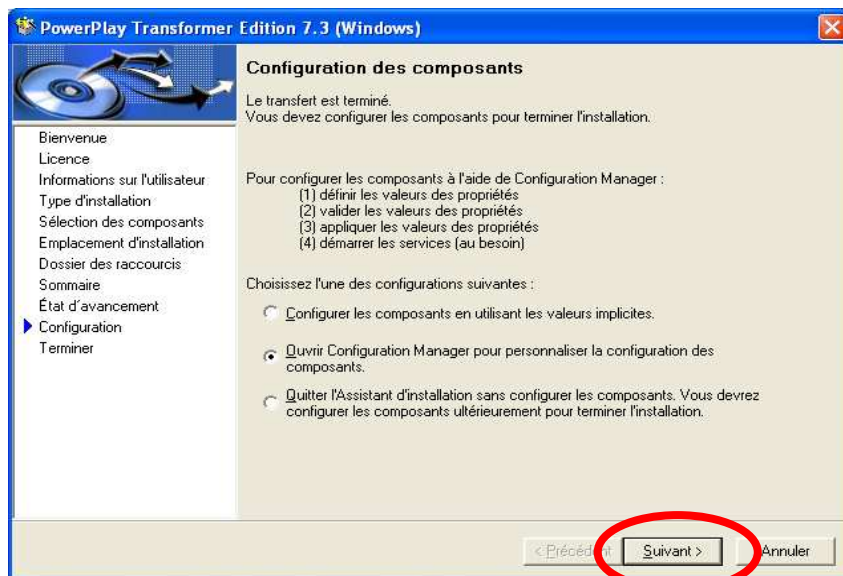 PowerPlay Transformer Edition 7.3 (Windows)
Configuration des composants
Le transfert est terminé.
Vous devez configurer les composants pour terminer l'installation.
Bienvenue
Licence
Informations sur l'utilisateur
Type d'installation
Sélection des composants
Emplacement d'installation
Dossier des raccourcis
Sommaire
État d´avancement
Configuration
Terminer
Pour configurer les composants à l'aide de Configuration Manager :
(1) définir les valeurs des propriétés
(2) valider les valeurs des propriétés
(3) appliquer les valeurs des propriétés
(4) démarrer les services (au besoin)
Choisissez l'une des configurations suivantes :
Configurer les composants en utilisant les valeurs implicites.
Ouvrir Configuration Manager pour personnaliser la configuration des
composants.
Quitter l'Assistant d'installation sans configurer les composants. Vous devrez
configurer les composants ultérieurement pour terminer l'installation.
< Précédent
Suivant >
Annuler